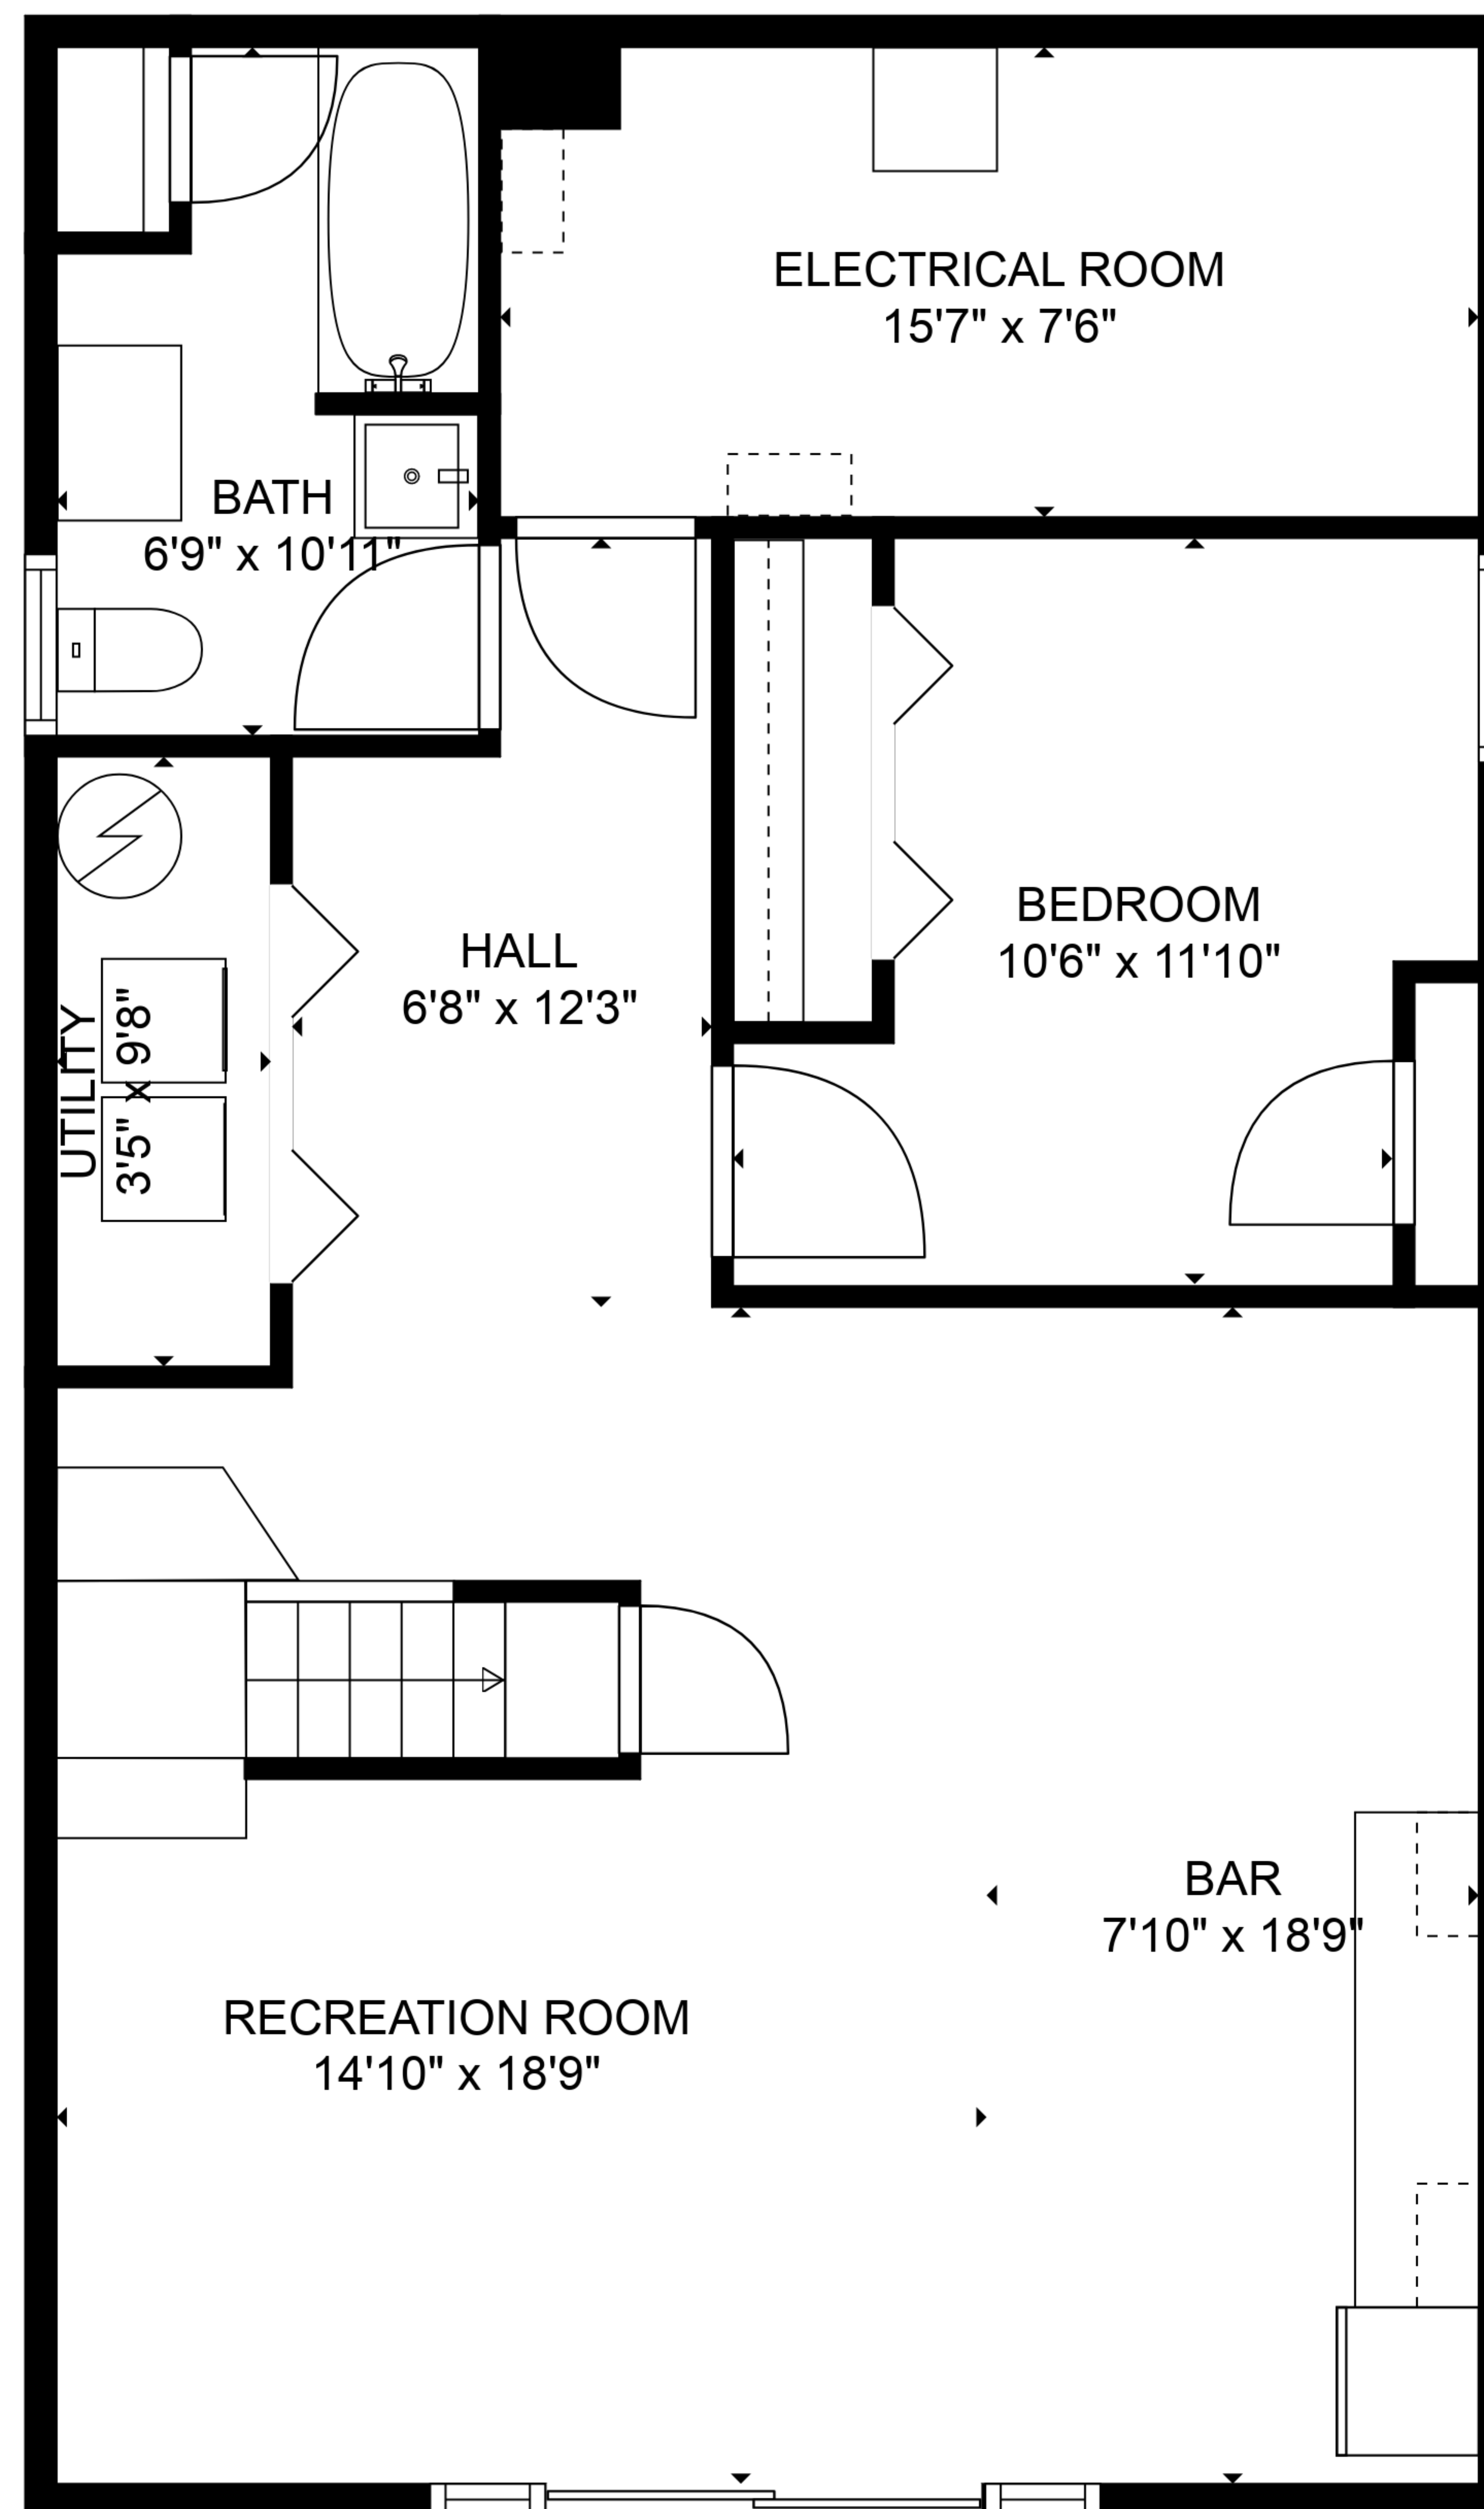 ELECTRICAL ROOM
15'7" x 7'6"
BATH
6'9" x 10'11"
BEDROOM
10'6" x 11'10"
HALL
6'8" x 12'3"
UTILITY
3'5" x 9'8"
BAR
7'10" x 18'9"
RECREATION ROOM
14'10" x 18'9"